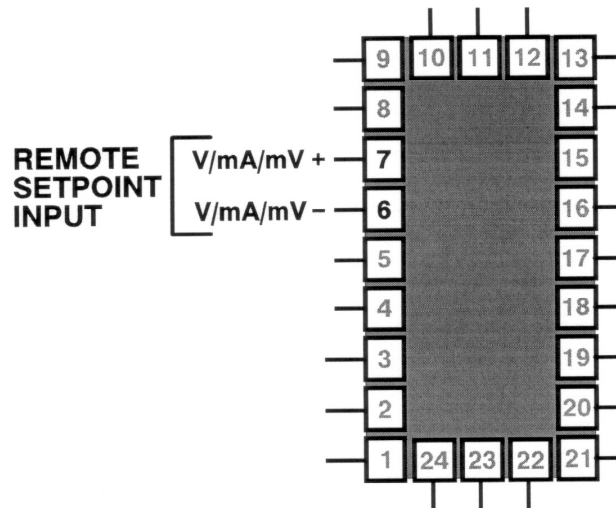 9 10 11 12 13
8 14
REMOTE
SETPOINT
INPUT
V/mA/mV + 7 15
V/mA/mV – 6 16
5 17
4 18
3 19
2 20
1 24 23 22 21